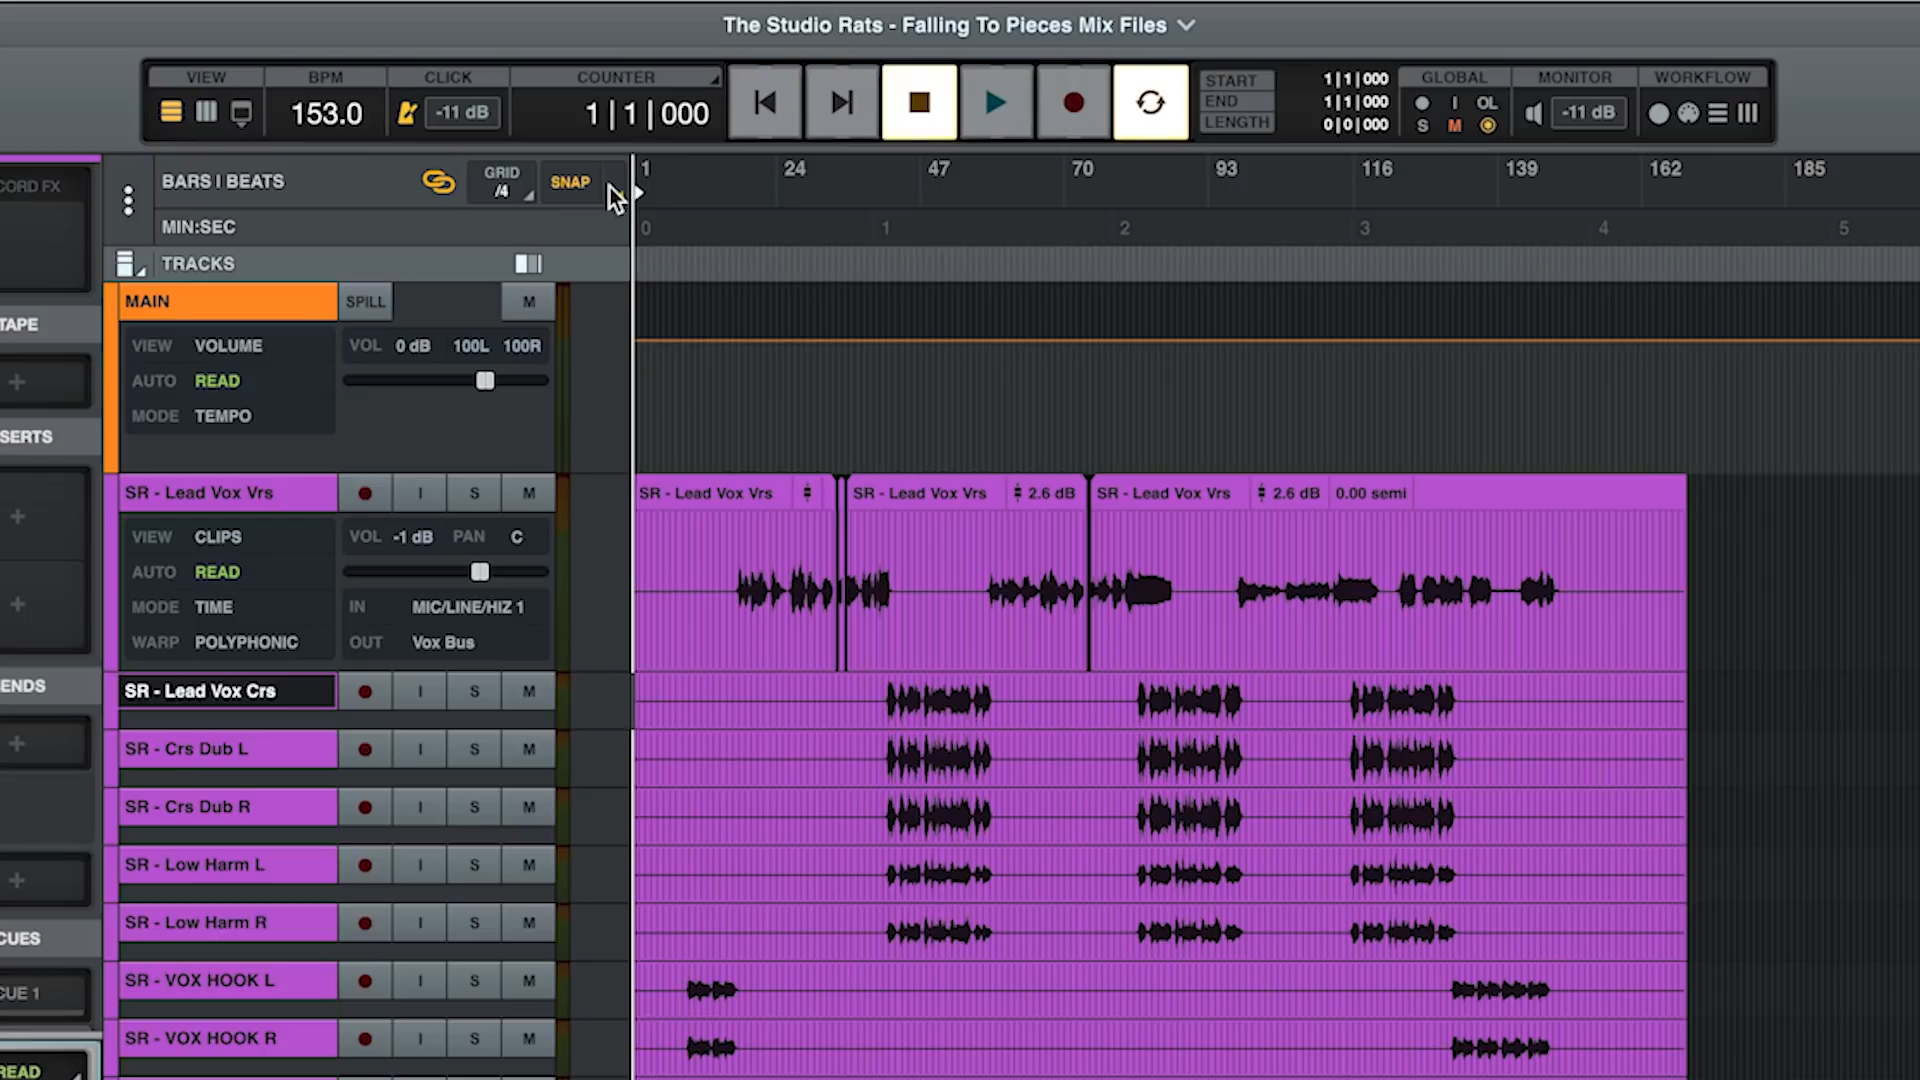 The Studio Rats - Falling To Pieces Mix Files
VIEW BPM CLICK COUNTER
153.0 -11 dB 1|1|000
START 1|1|000
END 1|1|000
LENGTH 0|0|000
GLOBAL MONITOR WORKFLOW
I OL
S M
-11 dB
CORD FX
BARS | BEATS
GRID
/4
SNAP
1 24 47 70 93 116 139 162 185
MIN:SEC
0 1 2 3 4 5
TRACKS
TAPE
SERTS
ENDS
CUES
CUE 1
READ
MAIN SPILL M
VIEW VOLUME VOL 0 dB 100L 100R
AUTO READ
MODE TEMPO
SR - Lead Vox Vrs I S M
VIEW CLIPS VOL -1 dB PAN C
AUTO READ
MODE TIME IN MIC/LINE/HIZ 1
WARP POLYPHONIC OUT Vox Bus
SR - Lead Vox Vrs
SR - Lead Vox Vrs 2.6 dB
SR - Lead Vox Vrs 2.6 dB 0.00 semi
SR - Lead Vox Crs I S M
SR - Crs Dub L I S M
SR - Crs Dub R I S M
SR - Low Harm L I S M
SR - Low Harm R I S M
SR - VOX HOOK L I S M
SR - VOX HOOK R I S M